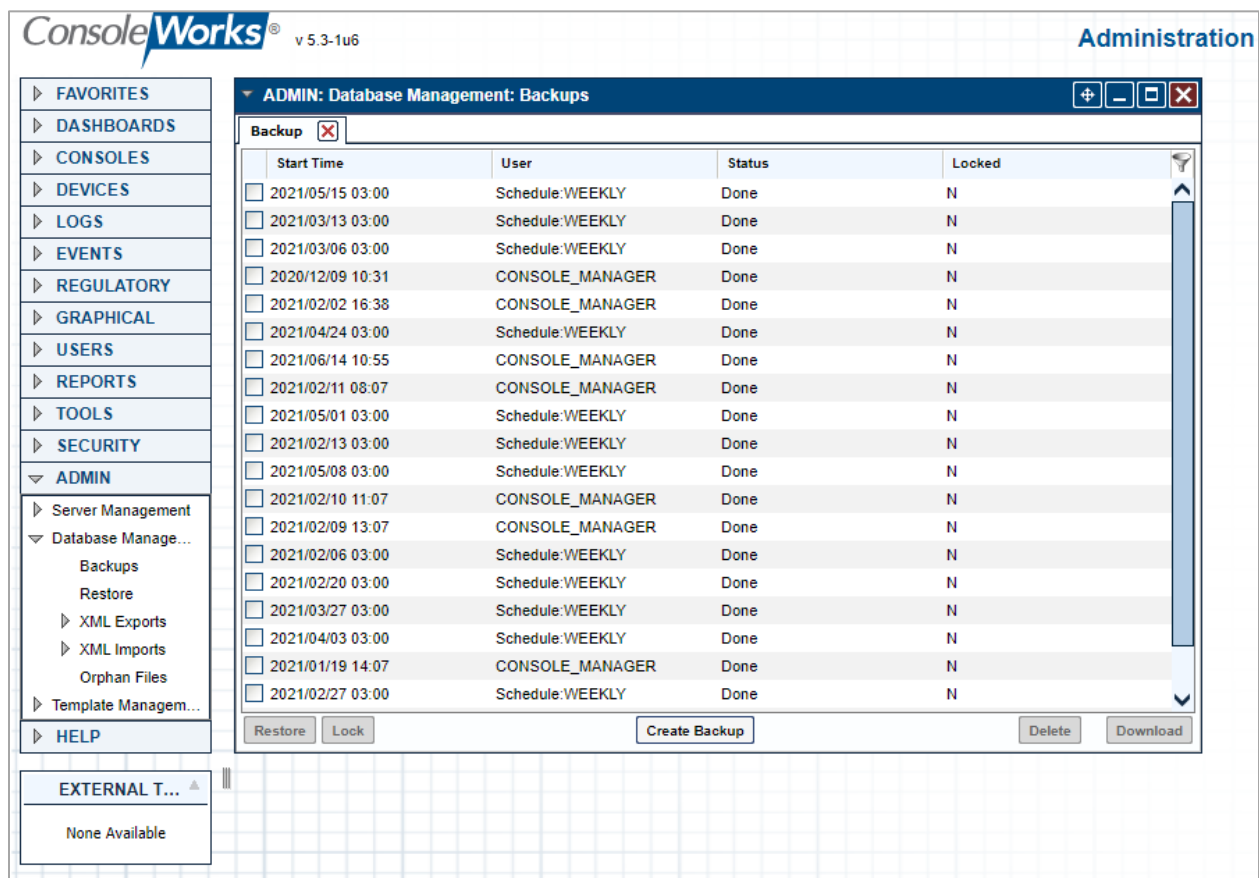 ConsoleWorks® v 5.3-1u6
Administration
FAVORITES
DASHBOARDS
CONSOLES
DEVICES
LOGS
EVENTS
REGULATORY
GRAPHICAL
USERS
REPORTS
TOOLS
SECURITY
ADMIN
Server Management
Database Manage...
Backups
Restore
XML Exports
XML Imports
Orphan Files
Template Managem...
HELP
EXTERNAL T...
None Available
ADMIN: Database Management: Backups
Backup
Start Time User Status Locked
2021/05/15 03:00 Schedule:WEEKLY Done N
2021/03/13 03:00 Schedule:WEEKLY Done N
2021/03/06 03:00 Schedule:WEEKLY Done N
2020/12/09 10:31 CONSOLE_MANAGER Done N
2021/02/02 16:38 CONSOLE_MANAGER Done N
2021/04/24 03:00 Schedule:WEEKLY Done N
2021/06/14 10:55 CONSOLE_MANAGER Done N
2021/02/11 08:07 CONSOLE_MANAGER Done N
2021/05/01 03:00 Schedule:WEEKLY Done N
2021/02/13 03:00 Schedule:WEEKLY Done N
2021/05/08 03:00 Schedule:WEEKLY Done N
2021/02/10 11:07 CONSOLE_MANAGER Done N
2021/02/09 13:07 CONSOLE_MANAGER Done N
2021/02/06 03:00 Schedule:WEEKLY Done N
2021/02/20 03:00 Schedule:WEEKLY Done N
2021/03/27 03:00 Schedule:WEEKLY Done N
2021/04/03 03:00 Schedule:WEEKLY Done N
2021/01/19 14:07 CONSOLE_MANAGER Done N
2021/02/27 03:00 Schedule:WEEKLY Done N
Restore Lock Create Backup Delete Download